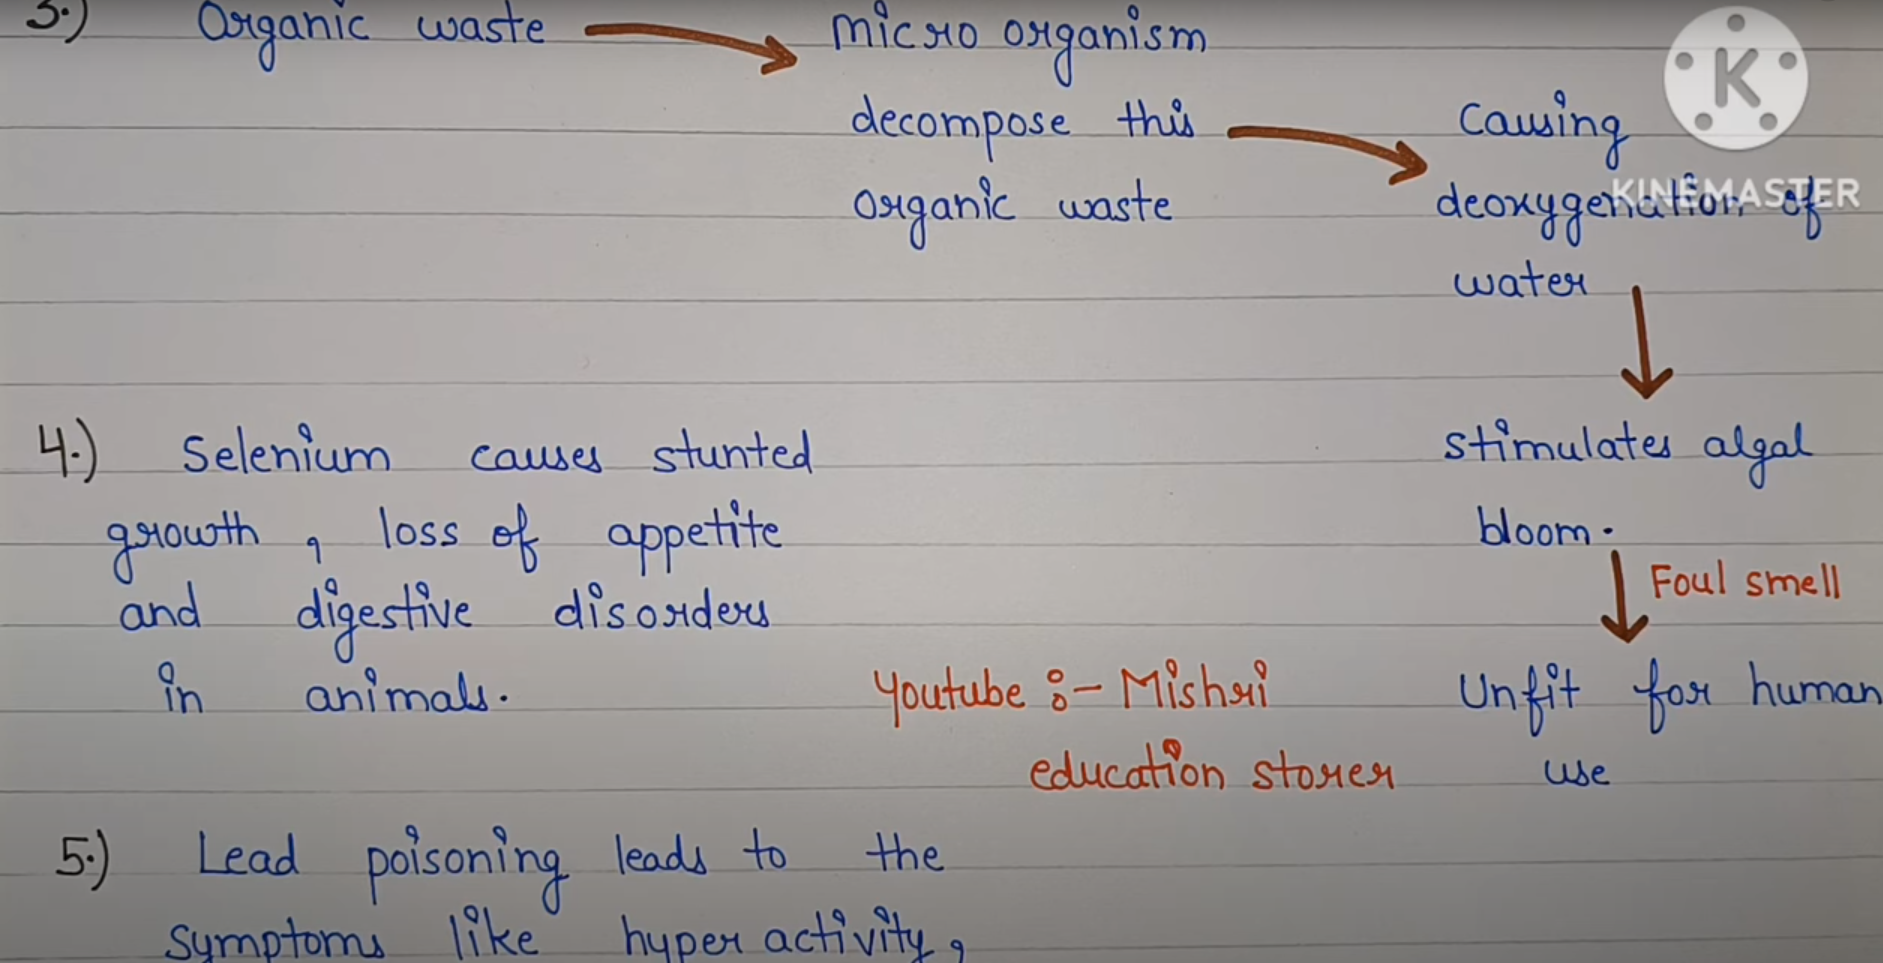 3.) Organic waste → micro organism
decompose this → causing
organic waste
deoxygenation of
water
↓
stimulates algal
bloom.
↓ Foul smell
Unfit for human
use
4.) Selenium causes stunted
growth, loss of appetite
and digestive disorders
in animals.
Youtube :- Mishri
education storer
5.) Lead poisoning leads to the
symptoms like hyper activity,
K
KINEMASTER